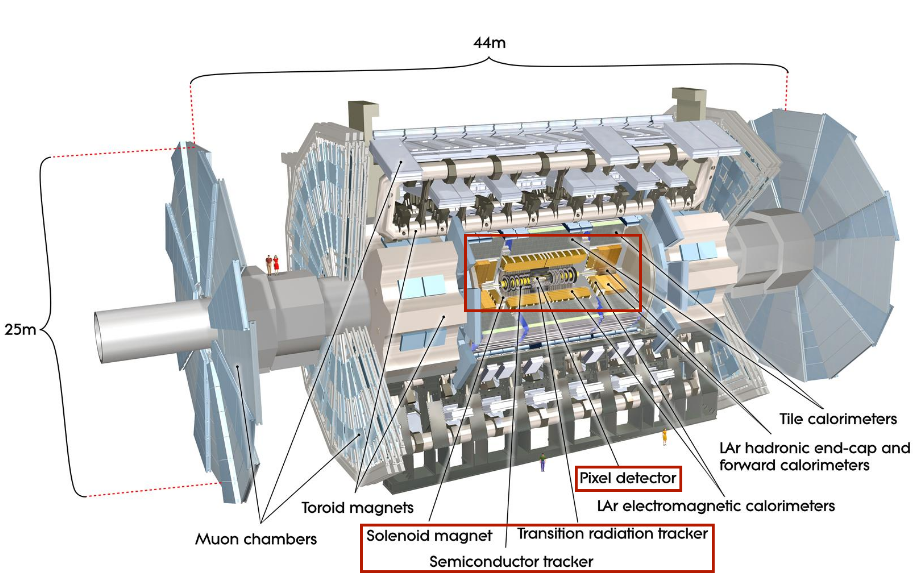 44m
25m
Tile calorimeters
LAr hadronic end-cap and
forward calorimeters
Pixel detector
LAr electromagnetic calorimeters
Toroid magnets
Muon chambers
Solenoid magnet
Transition radiation tracker
Semiconductor tracker